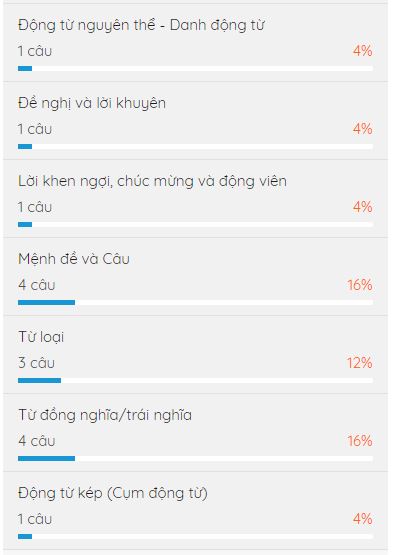 Động từ nguyên thể - Danh động từ
1 câu 4%
Đề nghị và lời khuyên
1 câu 4%
Lời khen ngợi, chúc mừng và động viên
1 câu 4%
Mệnh đề và Câu
4 câu 16%
Từ loại
3 câu 12%
Từ đồng nghĩa/trái nghĩa
4 câu 16%
Động từ kép (Cụm động từ)
1 câu 4%